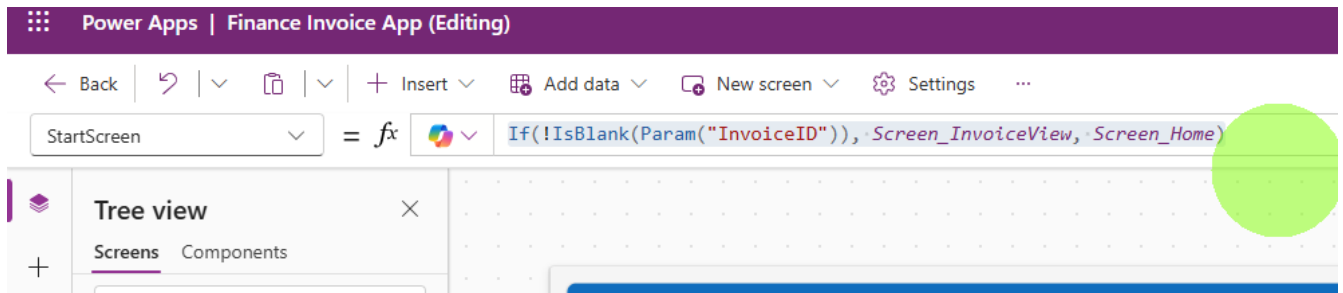 Power Apps | Finance Invoice App (Editing)
Back Insert Add data New screen Settings ...
StartScreen = fx If(!IsBlank(Param("InvoiceID")), Screen_InvoiceView, Screen_Home)
Tree view
Screens Components